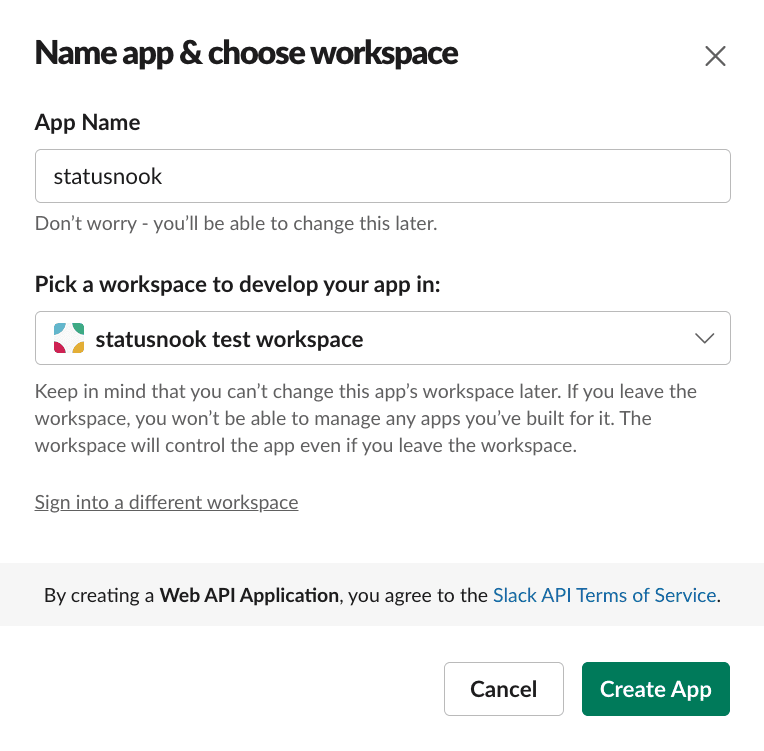 Name app & choose workspace
App Name
statusnook
Don’t worry - you’ll be able to change this later.
Pick a workspace to develop your app in:
statusnook test workspace
Keep in mind that you can’t change this app’s workspace later. If you leave the
workspace, you won’t be able to manage any apps you’ve built for it. The
workspace will control the app even if you leave the workspace.
Sign into a different workspace
By creating a Web API Application, you agree to the Slack API Terms of Service.
Cancel
Create App